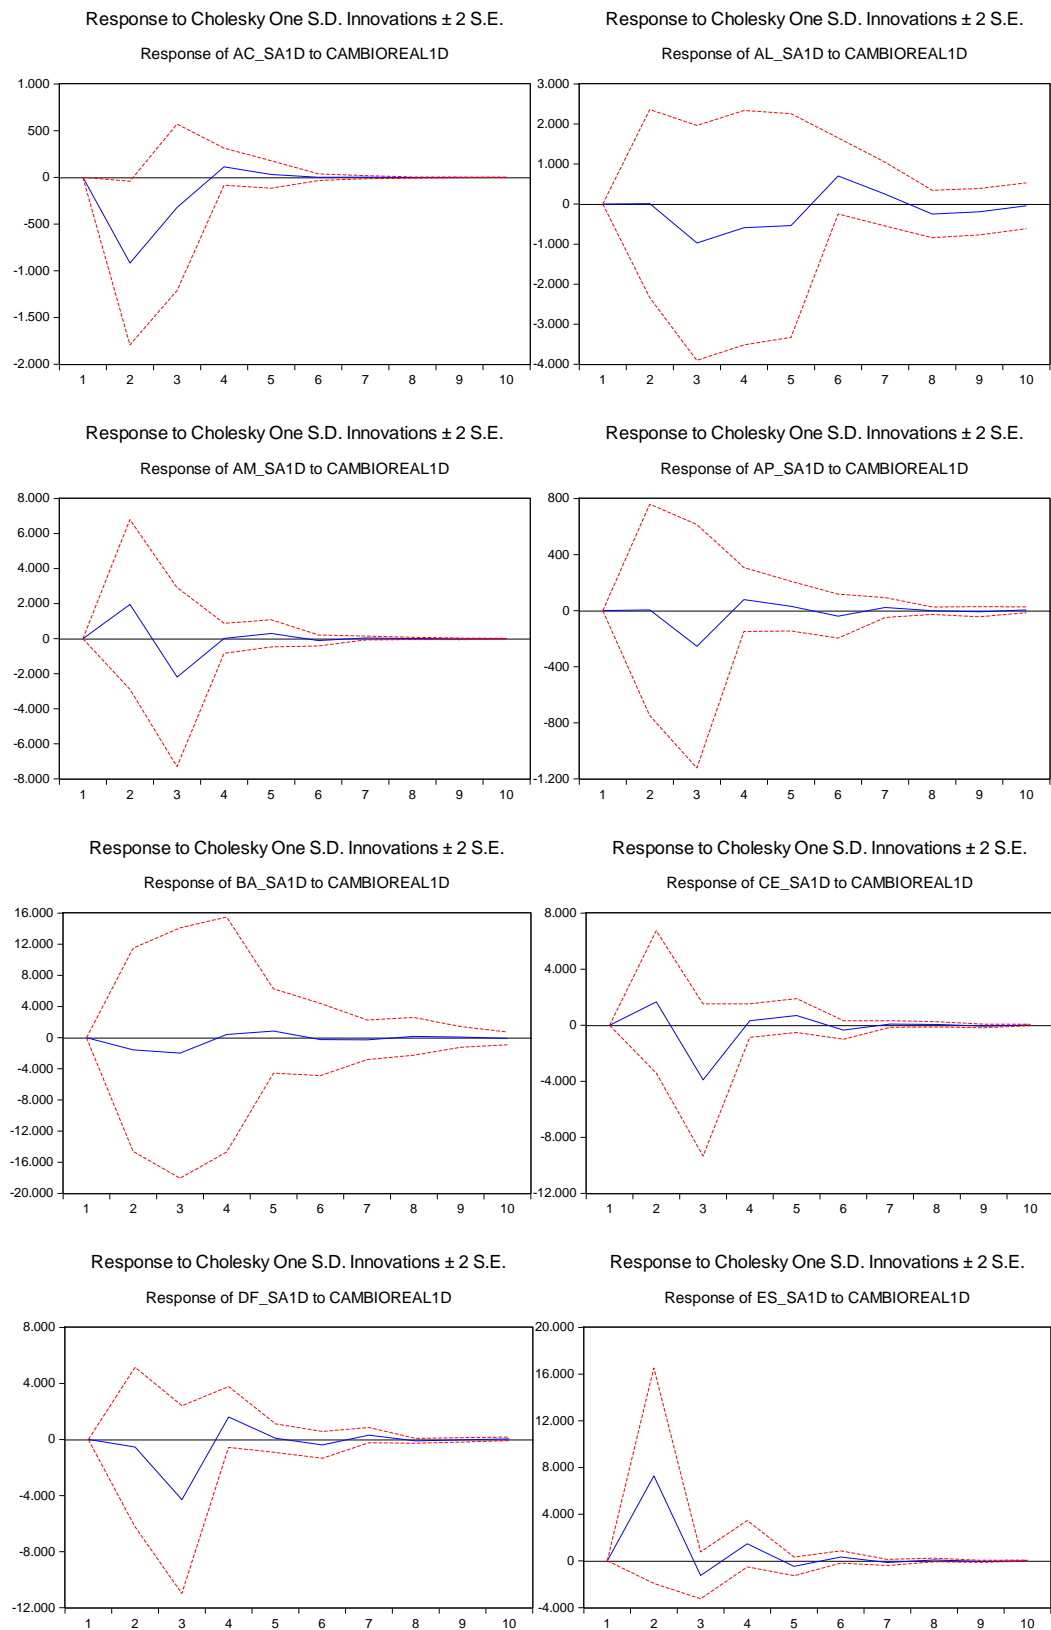 Response to Cholesky One S.D. Innovations ± 2 S.E.
Response of AC_SA1D to CAMBIOREAL1D
1.000
500
0
-500
-1.000
-1.500
-2.000
1 2 3 4 5 6 7 8 9 10
Response to Cholesky One S.D. Innovations ± 2 S.E.
Response of AL_SA1D to CAMBIOREAL1D
3.000
2.000
1.000
0
-1.000
-2.000
-3.000
-4.000
1 2 3 4 5 6 7 8 9 10
Response to Cholesky One S.D. Innovations ± 2 S.E.
Response of AM_SA1D to CAMBIOREAL1D
8.000
6.000
4.000
2.000
0
-2.000
-4.000
-6.000
-8.000
1 2 3 4 5 6 7 8 9 10
Response to Cholesky One S.D. Innovations ± 2 S.E.
Response of AP_SA1D to CAMBIOREAL1D
800
400
0
-400
-800
-1.200
1 2 3 4 5 6 7 8 9 10
Response to Cholesky One S.D. Innovations ± 2 S.E.
Response of BA_SA1D to CAMBIOREAL1D
16.000
12.000
8.000
4.000
0
-4.000
-8.000
-12.000
-16.000
-20.000
1 2 3 4 5 6 7 8 9 10
Response to Cholesky One S.D. Innovations ± 2 S.E.
Response of CE_SA1D to CAMBIOREAL1D
8.000
4.000
0
-4.000
-8.000
-12.000
1 2 3 4 5 6 7 8 9 10
Response to Cholesky One S.D. Innovations ± 2 S.E.
Response of DF_SA1D to CAMBIOREAL1D
8.000
4.000
0
-4.000
-8.000
-12.000
1 2 3 4 5 6 7 8 9 10
Response to Cholesky One S.D. Innovations ± 2 S.E.
Response of ES_SA1D to CAMBIOREAL1D
20.000
16.000
12.000
8.000
4.000
0
-4.000
1 2 3 4 5 6 7 8 9 10